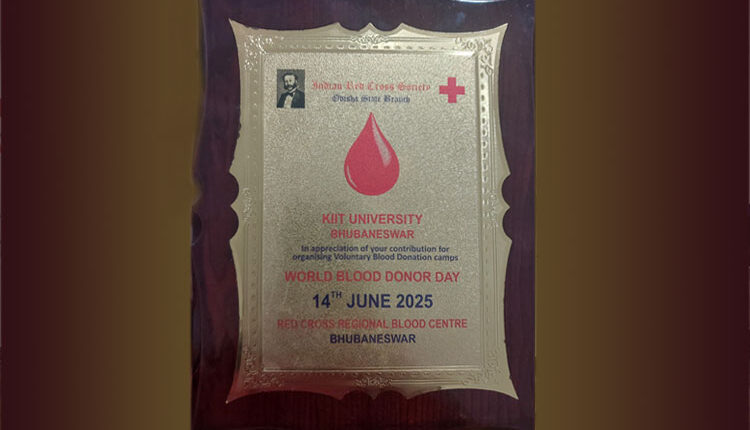 Indian Red Cross Society
Odisha State Branch
KIIT UNIVERSITY
BHUBANESWAR
In appreciation of your contribution for
organising Voluntary Blood Donation camps
WORLD BLOOD DONOR DAY
14TH JUNE 2025
RED CROSS REGIONAL BLOOD CENTRE
BHUBANESWAR